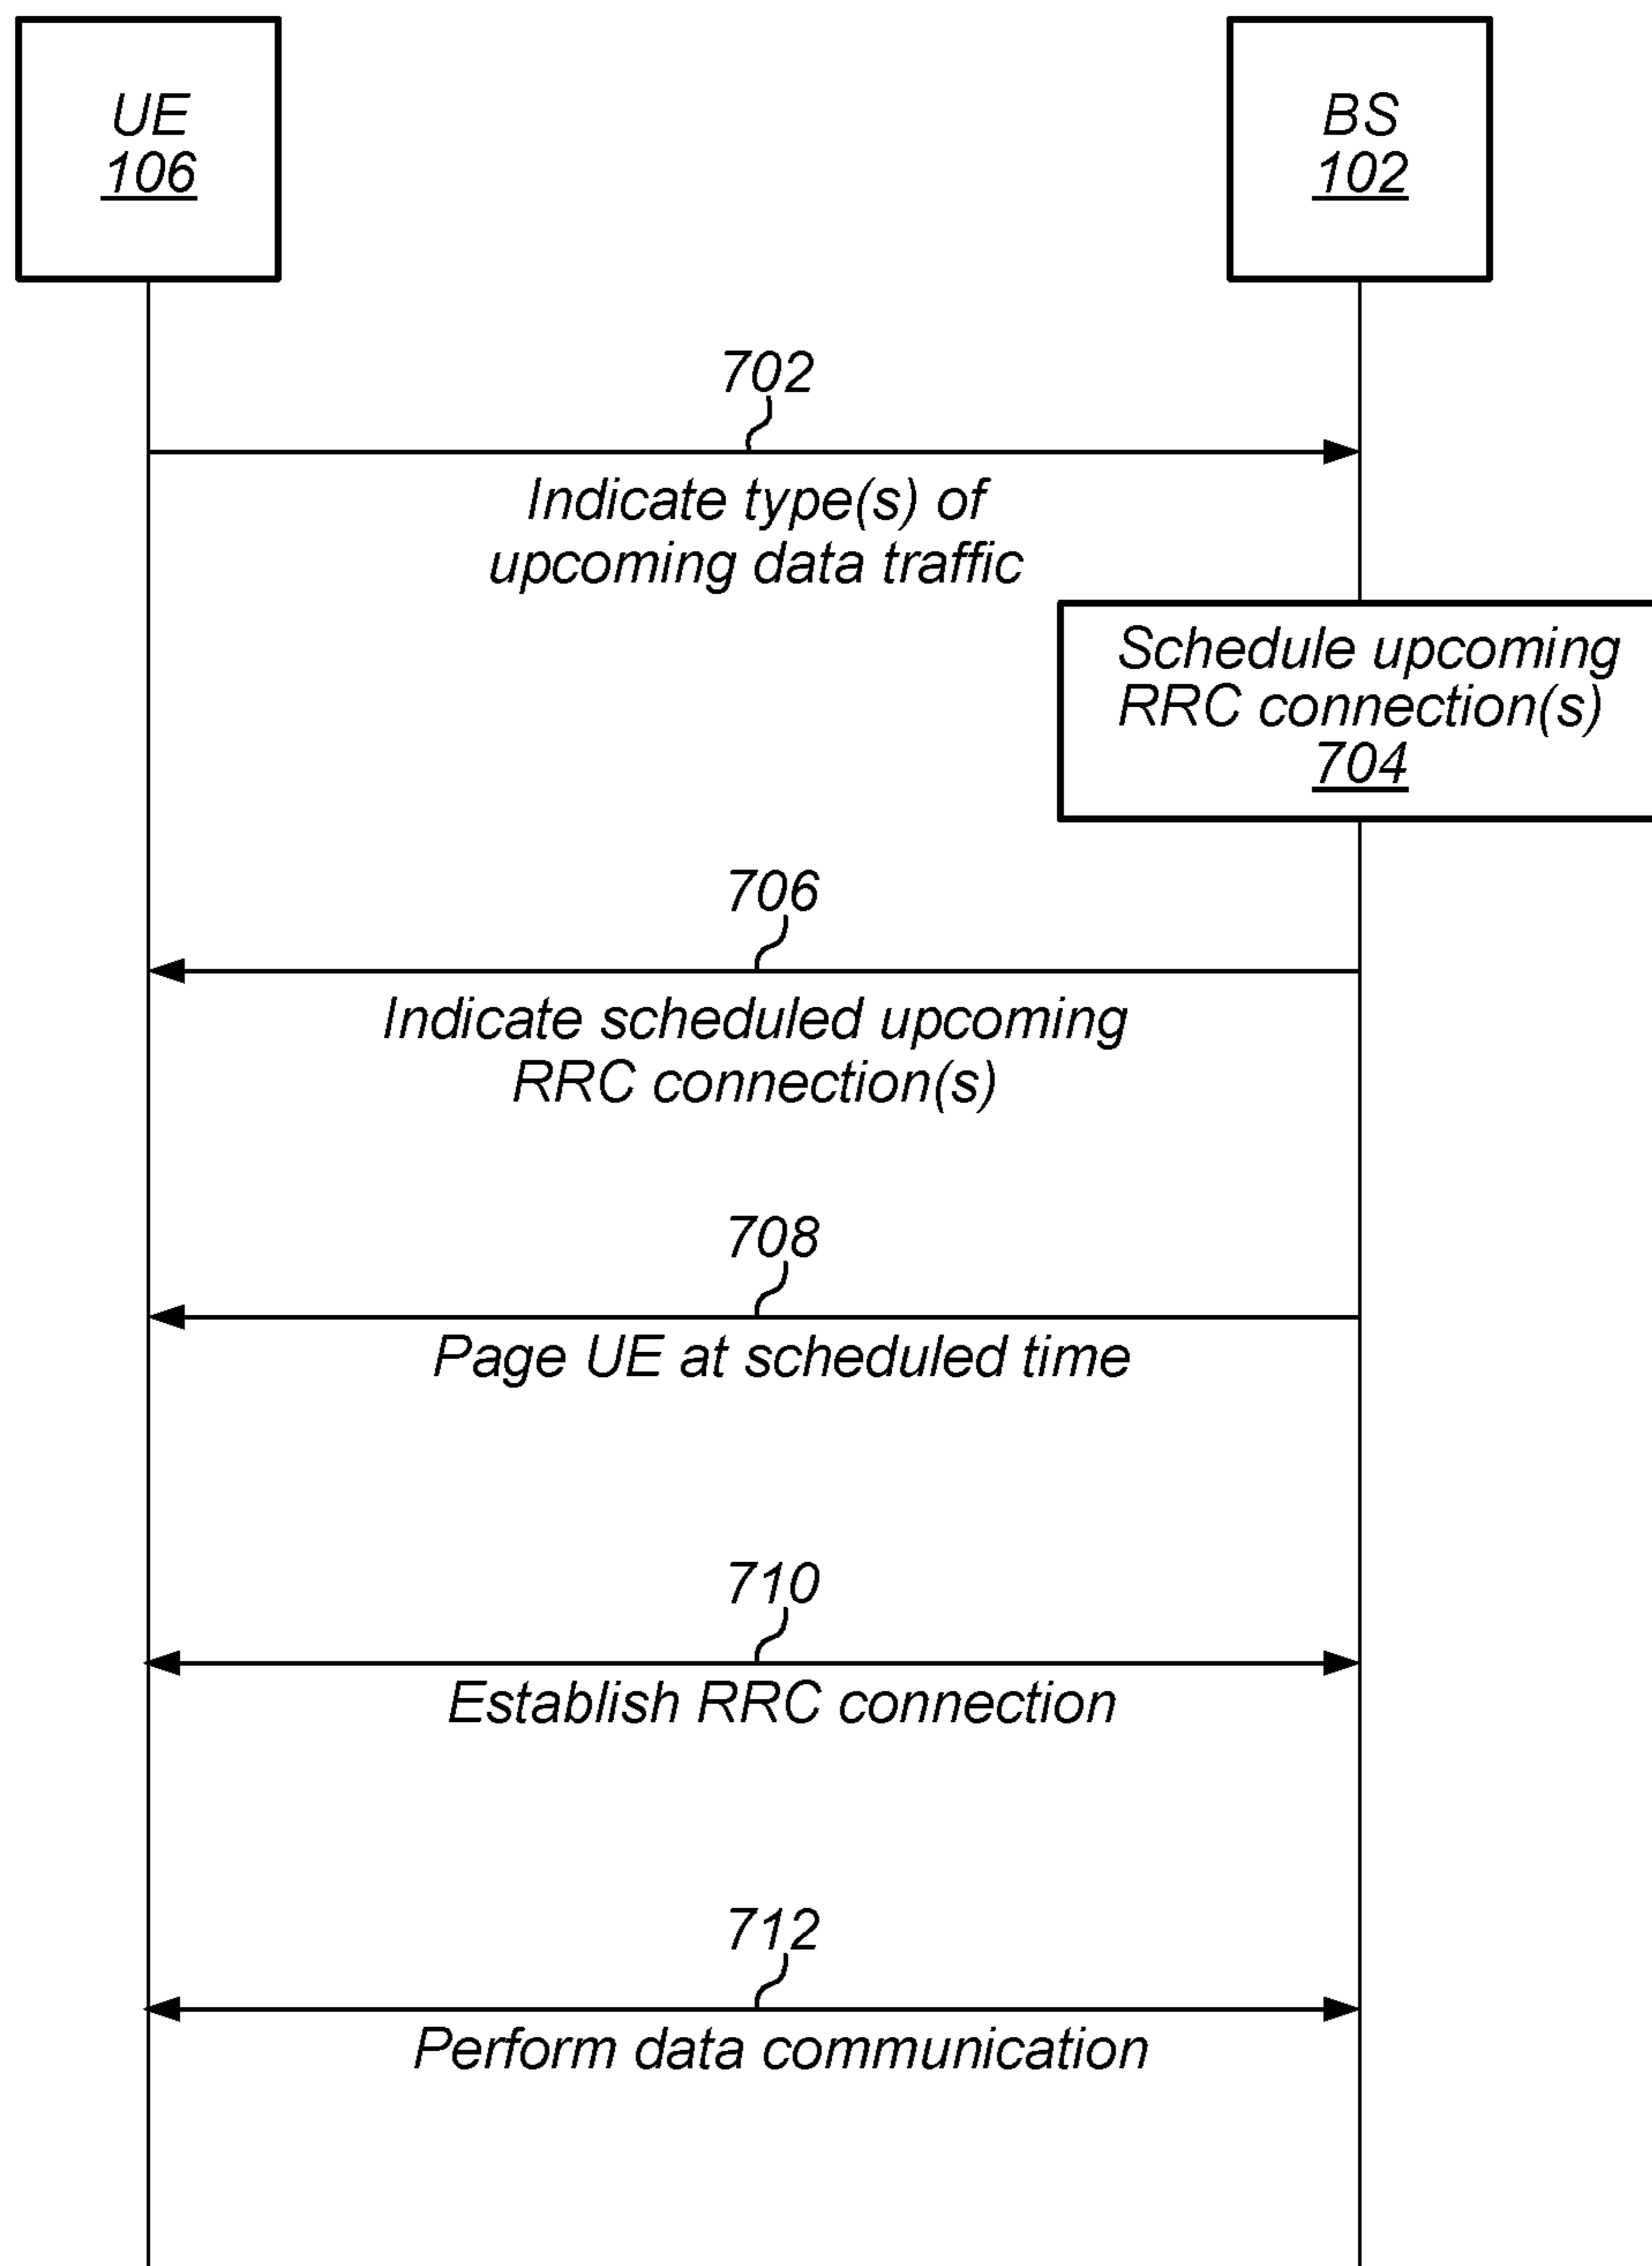 UE
106
BS
102
702
Indicate type(s) of
upcoming data traffic
Schedule upcoming
RRC connection(s)
704
706
Indicate scheduled upcoming
RRC connection(s)
708
Page UE at scheduled time
710
Establish RRC connection
712
Perform data communication